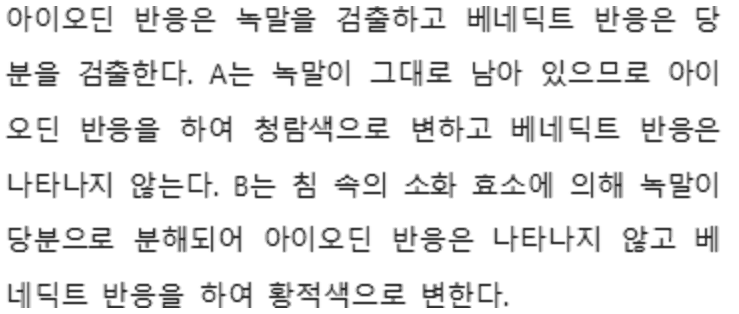 아이오딘 반응은 녹말을 검출하고 베네딕트 반응은 당
분을 검출한다. A는 녹말이 그대로 남아 있으므로 아이
오딘 반응을 하여 청람색으로 변하고 베네딕트 반응은
나타나지 않는다. B는 침 속의 소화 효소에 의해 녹말이
당분으로 분해되어 아이오딘 반응은 나타나지 않고 베
네딕트 반응을 하여 황적색으로 변한다.